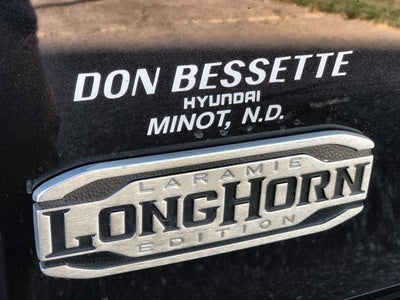 DON BESSETTE
HYUNDAI
MINOT, N.D.
LARAMIE
LONGHORN
EDITION